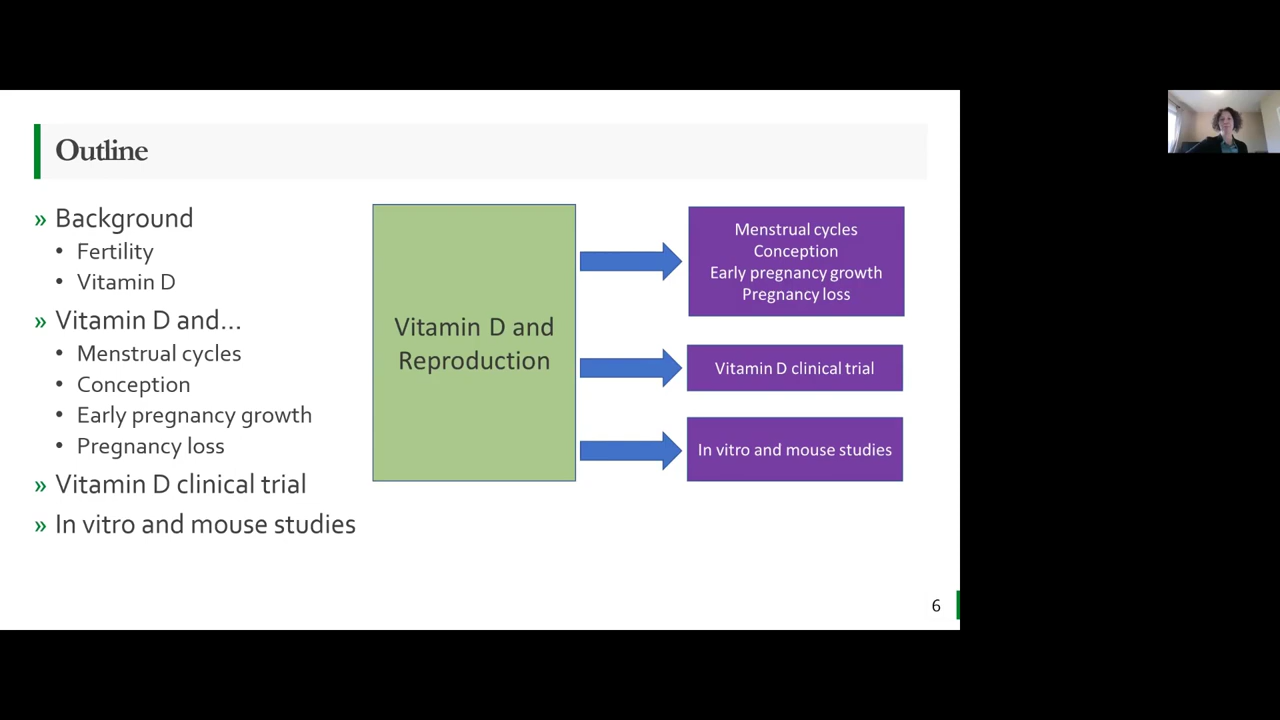 Outline
» Background
• Fertility
• Vitamin D
» Vitamin D and...
• Menstrual cycles
• Conception
• Early pregnancy growth
• Pregnancy loss
» Vitamin D clinical trial
» In vitro and mouse studies
Vitamin D and
Reproduction
Menstrual cycles
Conception
Early pregnancy growth
Pregnancy loss
Vitamin D clinical trial
In vitro and mouse studies
6